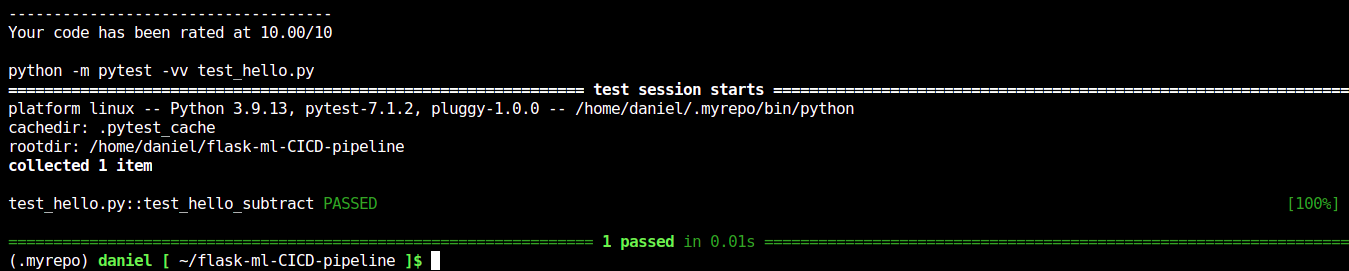 ------------------------------------
Your code has been rated at 10.00/10
python -m pytest -vv test_hello.py
================================================================ test session starts ================================================================
platform linux -- Python 3.9.13, pytest-7.1.2, pluggy-1.0.0 -- /home/daniel/.myrepo/bin/python
cachedir: .pytest_cache
rootdir: /home/daniel/flask-ml-CICD-pipeline
collected 1 item
test_hello.py::test_hello_subtract PASSED [100%]
================================================================= 1 passed in 0.01s =================================================================
(.myrepo) daniel [ ~/flask-ml-CICD-pipeline ]$